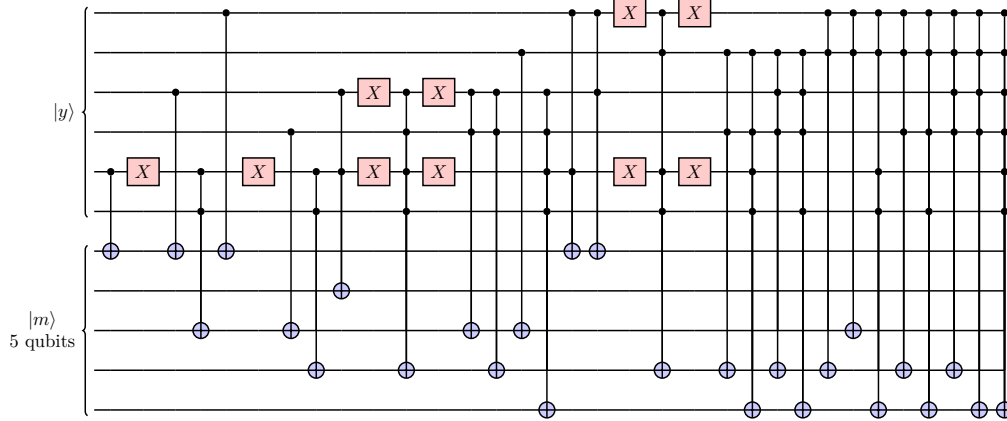 X X
|y⟩ X X
X X X X X X
|m⟩
5 qubits